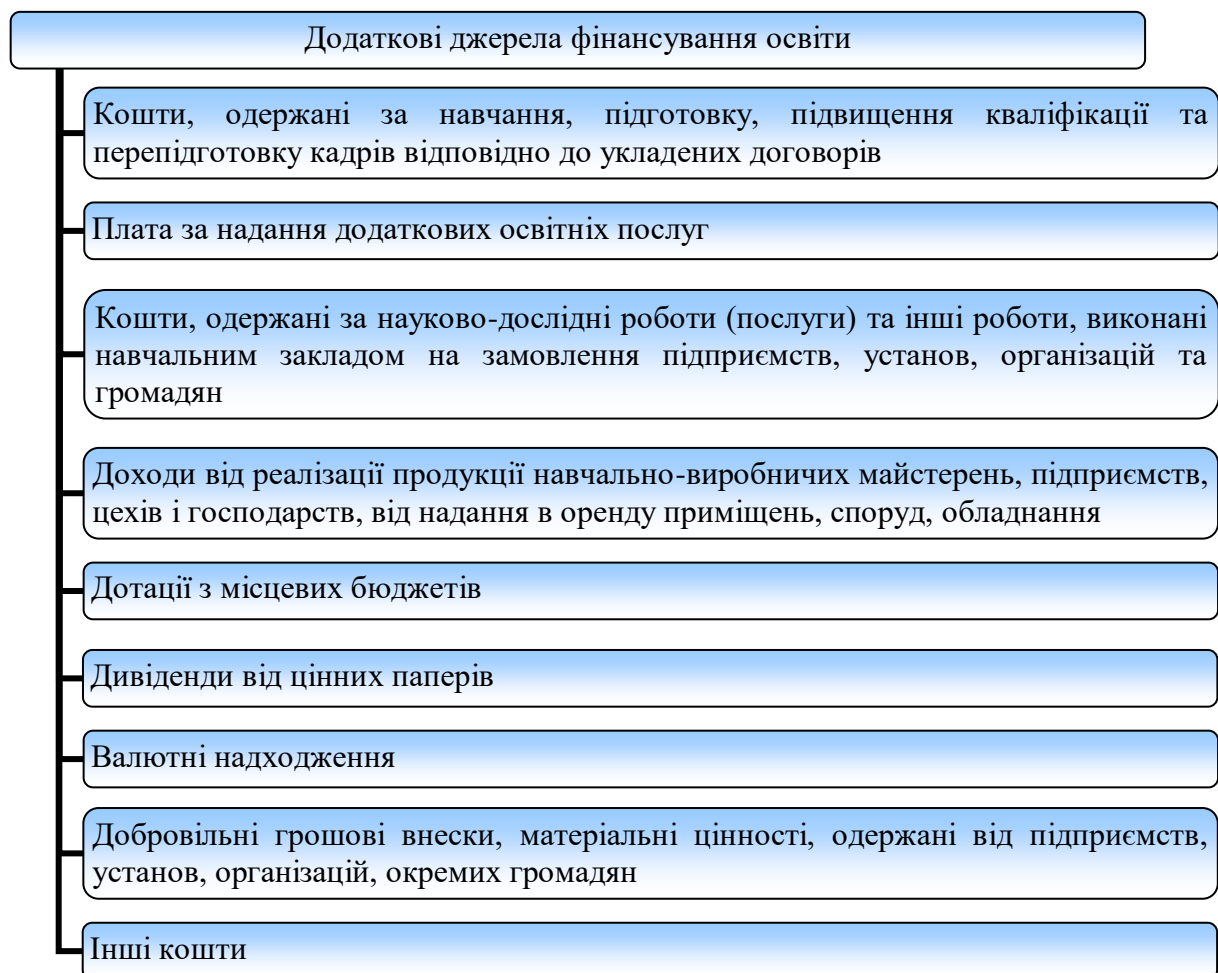 Додаткові джерела фінансування освіти
Кошти, одержані за навчання, підготовку, підвищення кваліфікації та
перепідготовку кадрів відповідно до укладених договорів
Плата за надання додаткових освітніх послуг
Кошти, одержані за науково-дослідні роботи (послуги) та інші роботи, виконані
навчальним закладом на замовлення підприємств, установ, організацій та
громадян
Доходи від реалізації продукції навчально-виробничих майстерень, підприємств,
цехів і господарств, від надання в оренду приміщень, споруд, обладнання
Дотації з місцевих бюджетів
Дивіденди від цінних паперів
Валютні надходження
Добровільні грошові внески, матеріальні цінності, одержані від підприємств,
установ, організацій, окремих громадян
Інші кошти